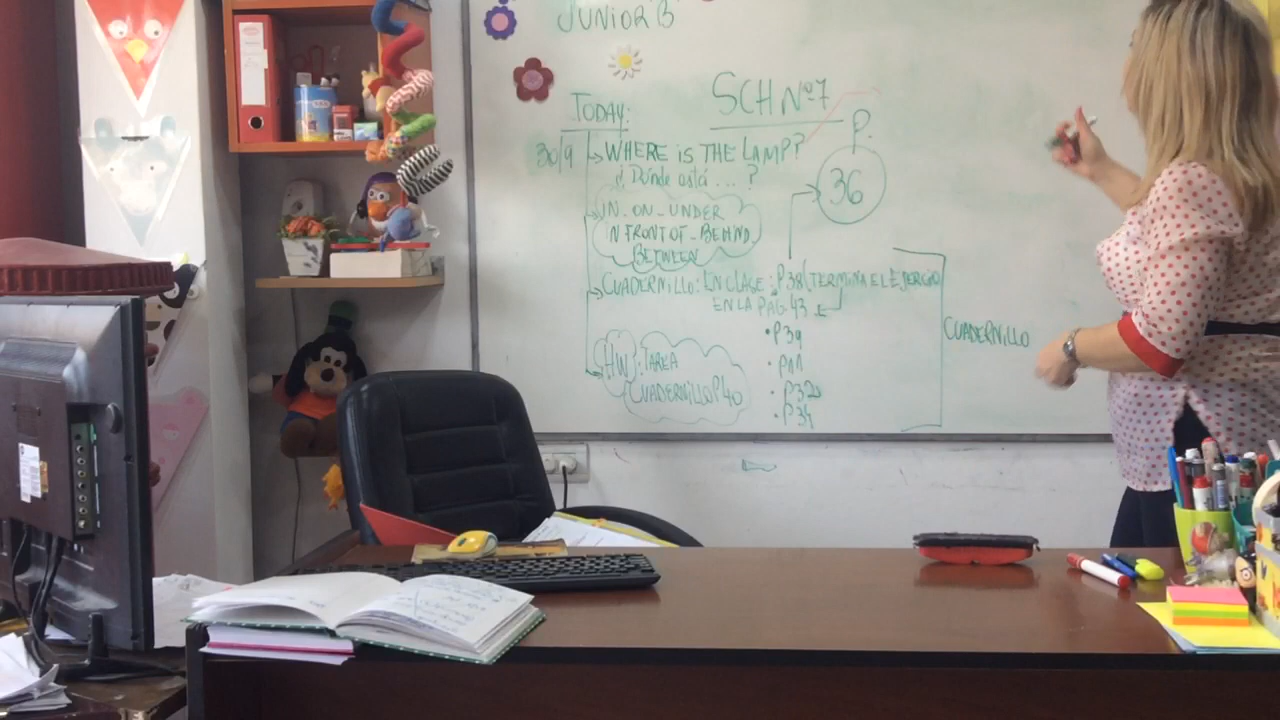 JUNIOR B
SCH Nº7
TODAY:
P.
36
30/9
WHERE IS THE LAMP?
¿Dónde está ... ?
IN - ON - UNDER
IN FRONT OF - BEHIND
BETWEEN
CUADERNILLO: EN CLASE: P38 (TERMINA EL EJERCICIO
EN LA PÁG. 43
• P39
CUADERNILLO
HW: TAREA
CUADERNILLO P40
• P32
• P34